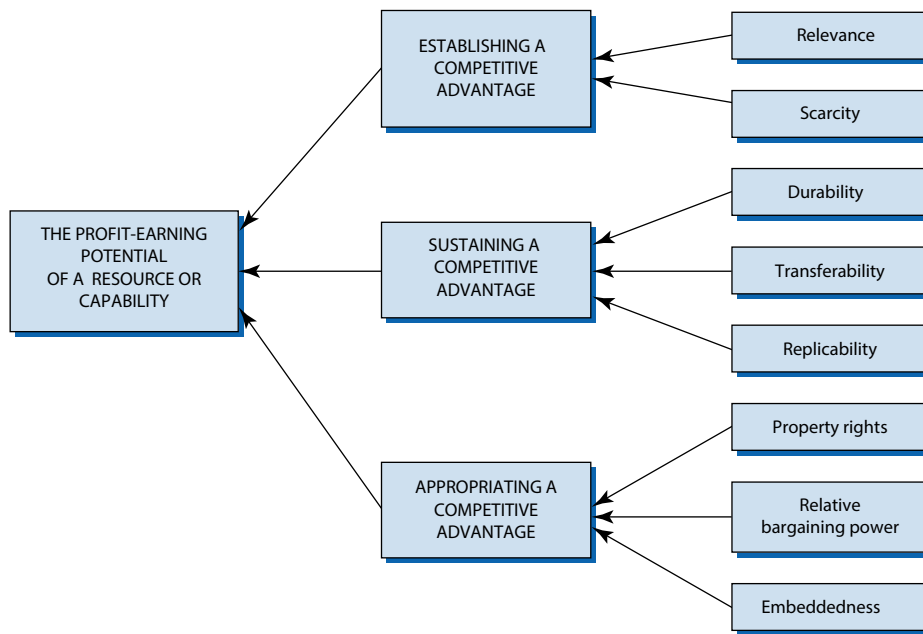 THE PROFIT-EARNING
POTENTIAL
OF A RESOURCE OR
CAPABILITY
ESTABLISHING A
COMPETITIVE
ADVANTAGE
Relevance
Scarcity
SUSTAINING A
COMPETITIVE
ADVANTAGE
Durability
Transferability
Replicability
APPROPRIATING A
COMPETITIVE
ADVANTAGE
Property rights
Relative
bargaining power
Embeddedness